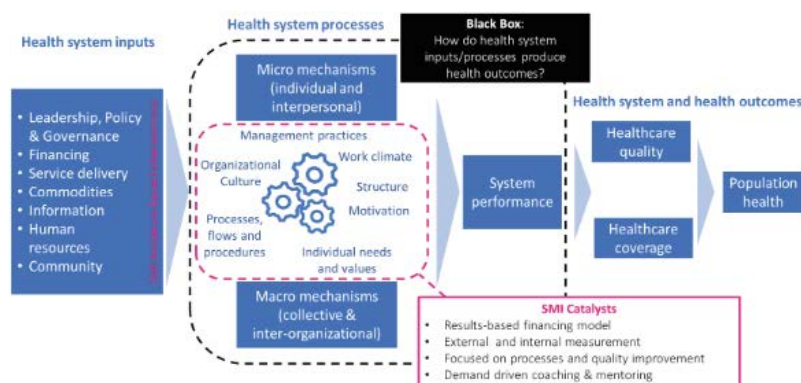 Health system inputs
Leadership, Policy
& Governance
Financing
Service delivery
Commodities
Information
Human
resources
Community
Health system processes
Micro mechanisms
(individual and
interpersonal)
Management practices
Organizational
Culture
Work climate
Structure
Motivation
Processes,
flows and
procedures
Individual needs
and values
Macro mechanisms
(collective &
inter-organizational)
Black Box:
How do health system
inputs/processes produce
health outcomes?
System
performance
Health system and health outcomes
Healthcare
quality
Healthcare
coverage
Population
health
SMI Catalysts
Results-based financing model
External and internal measurement
Focused on processes and quality improvement
Demand driven coaching & mentoring